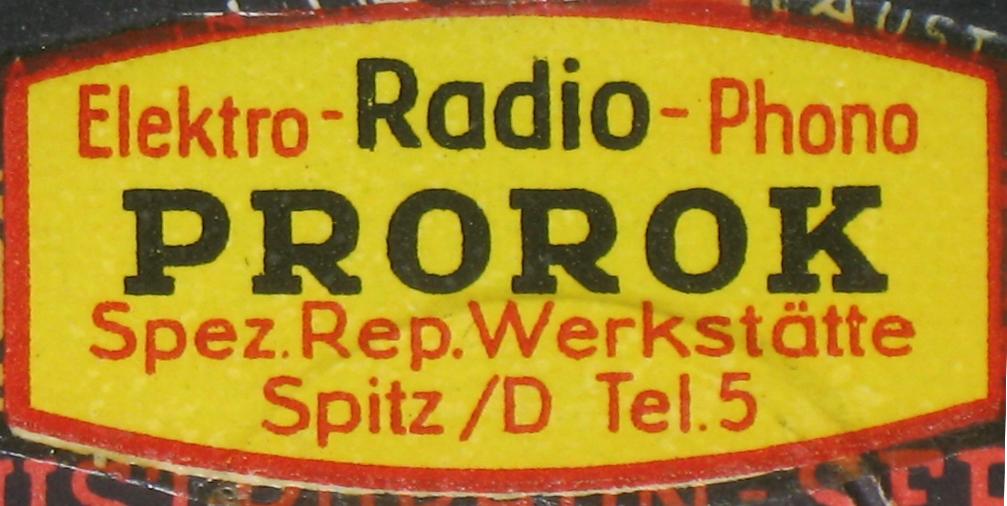 Elektro-Radio-Phono
PROROK
Spez.Rep.Werkstätte
Spitz/D Tel.5